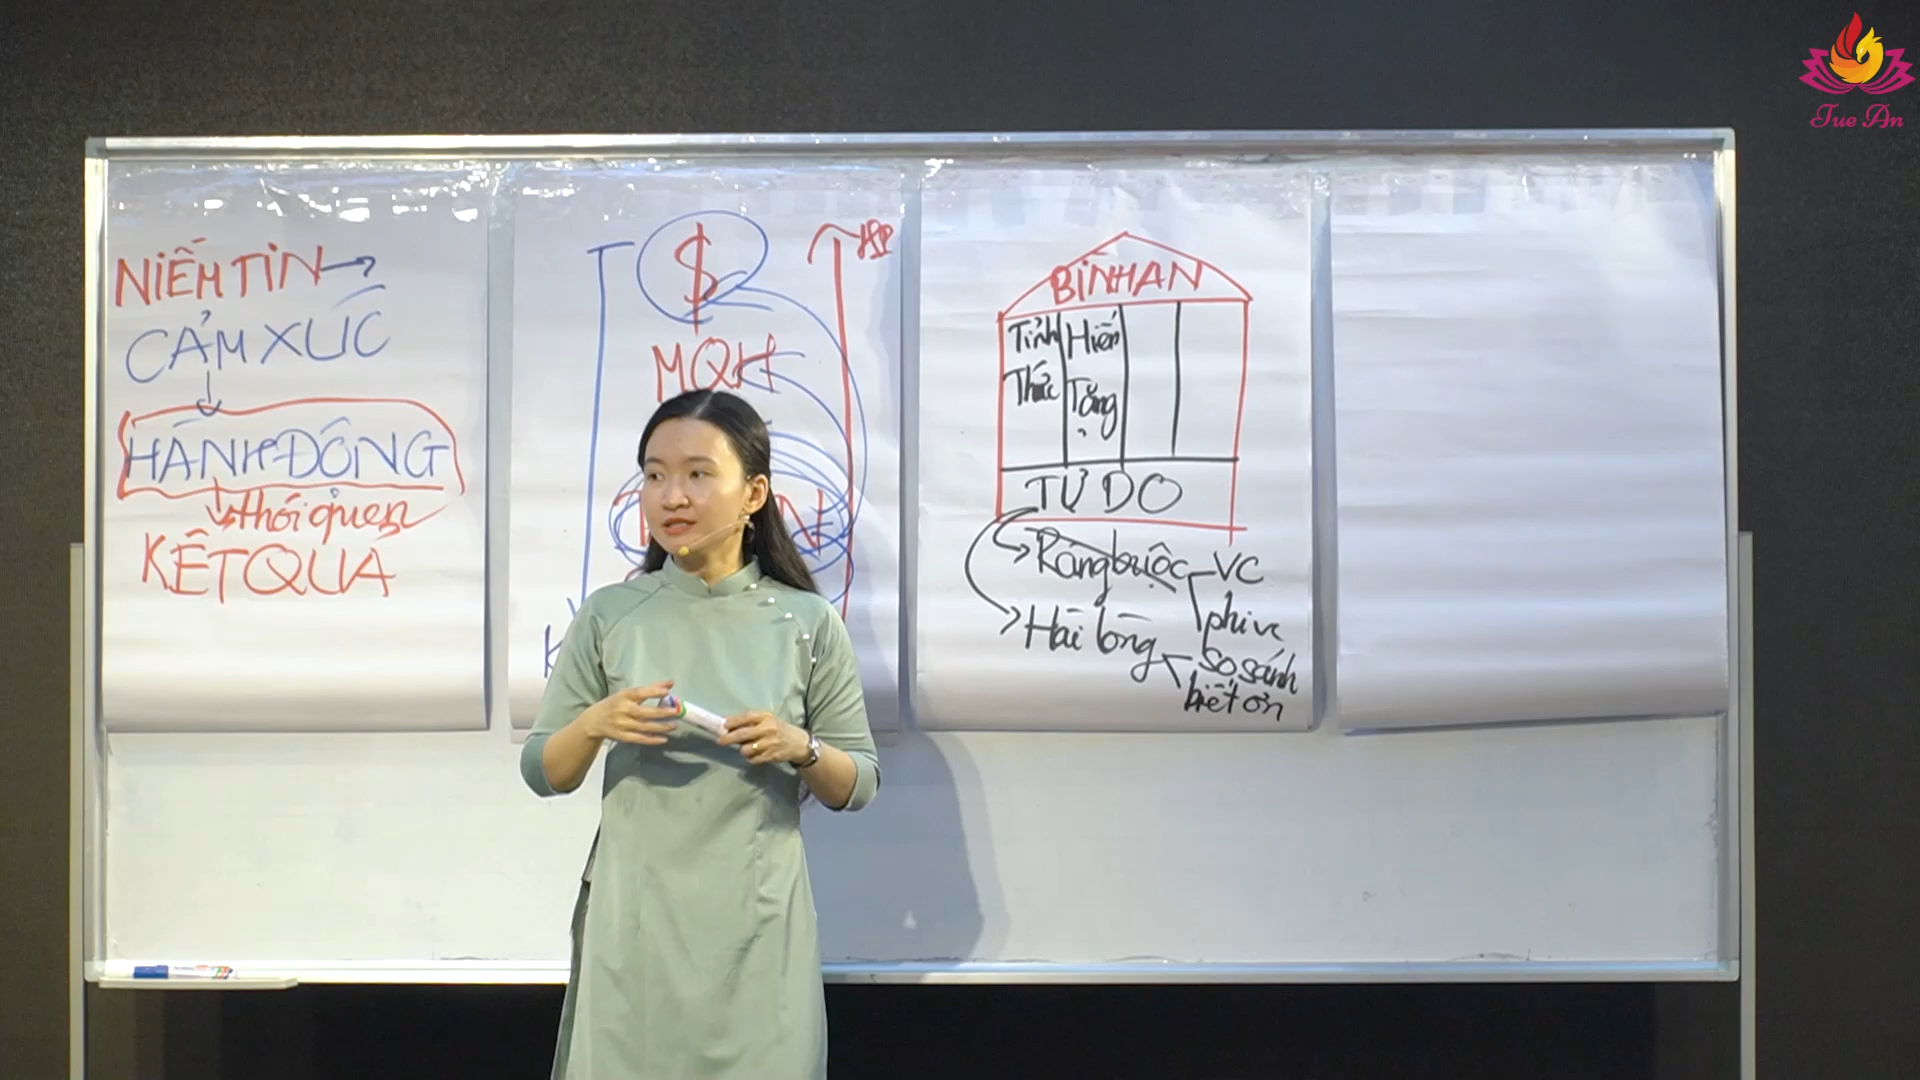 NIỀM TIN
CẢM XÚC
HÀNH ĐỘNG
thói quen
KẾT QUẢ
$
MQH
BÌNH AN
Tỉnh Thức
Hiến Tặng
TỰ DO
Ràng buộc
VC
phi vc
Hài lòng
So sánh
biết ơn
Tue An